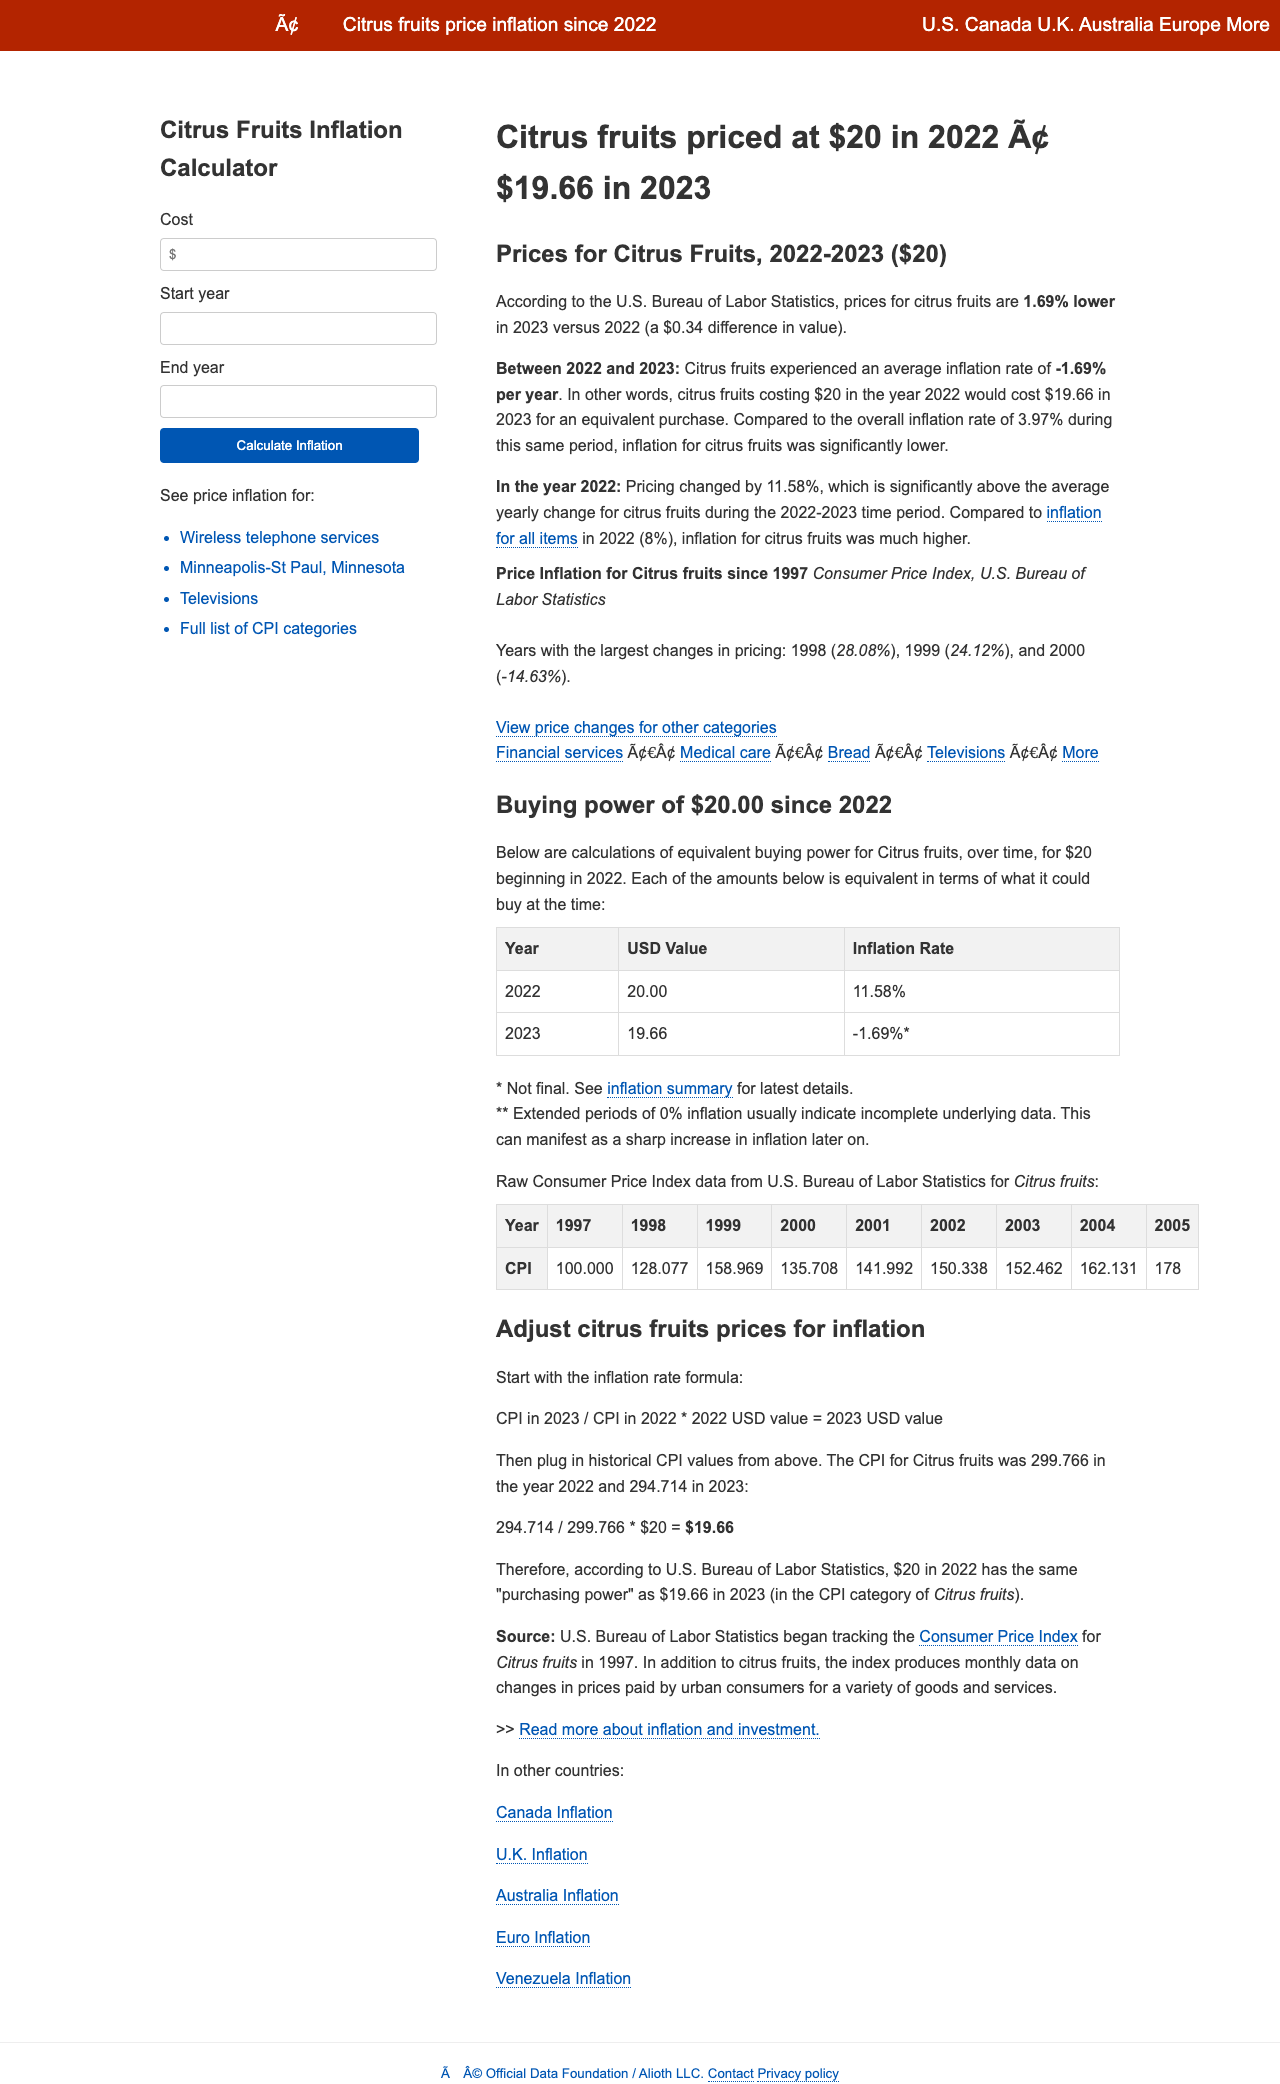 Ã¢ Citrus fruits price inflation since 2022 U.S. Canada U.K. Australia Europe More
Citrus Fruits Inflation
Calculator
Cost
$
Start year
End year
Calculate Inflation
See price inflation for:
• Wireless telephone services
• Minneapolis-St Paul, Minnesota
• Televisions
• Full list of CPI categories
Citrus fruits priced at $20 in 2022 Ã¢
$19.66 in 2023
Prices for Citrus Fruits, 2022-2023 ($20)
According to the U.S. Bureau of Labor Statistics, prices for citrus fruits are 1.69% lower
in 2023 versus 2022 (a $0.34 difference in value).
Between 2022 and 2023: Citrus fruits experienced an average inflation rate of -1.69%
per year. In other words, citrus fruits costing $20 in the year 2022 would cost $19.66 in
2023 for an equivalent purchase. Compared to the overall inflation rate of 3.97% during
this same period, inflation for citrus fruits was significantly lower.
In the year 2022: Pricing changed by 11.58%, which is significantly above the average
yearly change for citrus fruits during the 2022-2023 time period. Compared to inflation
for all items in 2022 (8%), inflation for citrus fruits was much higher.
Price Inflation for Citrus fruits since 1997 Consumer Price Index, U.S. Bureau of
Labor Statistics
Years with the largest changes in pricing: 1998 (28.08%), 1999 (24.12%), and 2000
(-14.63%).
View price changes for other categories
Financial services Ã¢€Â¢ Medical care Ã¢€Â¢ Bread Ã¢€Â¢ Televisions Ã¢€Â¢ More
Buying power of $20.00 since 2022
Below are calculations of equivalent buying power for Citrus fruits, over time, for $20
beginning in 2022. Each of the amounts below is equivalent in terms of what it could
buy at the time:
Year USD Value Inflation Rate
2022 20.00 11.58%
2023 19.66 -1.69%*
* Not final. See inflation summary for latest details.
** Extended periods of 0% inflation usually indicate incomplete underlying data. This
can manifest as a sharp increase in inflation later on.
Raw Consumer Price Index data from U.S. Bureau of Labor Statistics for Citrus fruits:
Year 1997 1998 1999 2000 2001 2002 2003 2004 2005
CPI 100.000 128.077 158.969 135.708 141.992 150.338 152.462 162.131 178
Adjust citrus fruits prices for inflation
Start with the inflation rate formula:
CPI in 2023 / CPI in 2022 * 2022 USD value = 2023 USD value
Then plug in historical CPI values from above. The CPI for Citrus fruits was 299.766 in
the year 2022 and 294.714 in 2023:
294.714 / 299.766 * $20 = $19.66
Therefore, according to U.S. Bureau of Labor Statistics, $20 in 2022 has the same
"purchasing power" as $19.66 in 2023 (in the CPI category of Citrus fruits).
Source: U.S. Bureau of Labor Statistics began tracking the Consumer Price Index for
Citrus fruits in 1997. In addition to citrus fruits, the index produces monthly data on
changes in prices paid by urban consumers for a variety of goods and services.
>> Read more about inflation and investment.
In other countries:
Canada Inflation
U.K. Inflation
Australia Inflation
Euro Inflation
Venezuela Inflation
Ã Â© Official Data Foundation / Alioth LLC. Contact Privacy policy